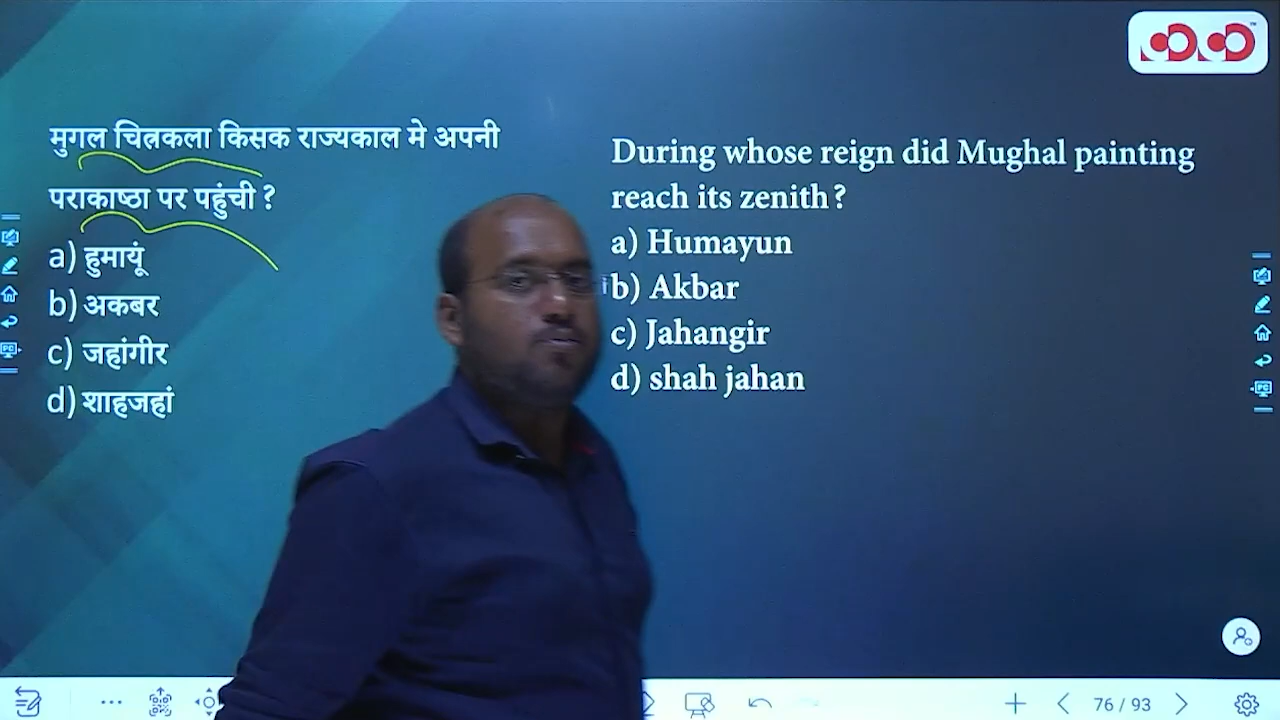 मुगल चित्रकला किसक राज्यकाल मे अपनी
पराकाष्ठा पर पहुंची ?
a) हुमायूं
b) अकबर
c) जहांगीर
d) शाहजहां
During whose reign did Mughal painting
reach its zenith ?
a) Humayun
b) Akbar
c) Jahangir
d) shah jahan
76 / 93